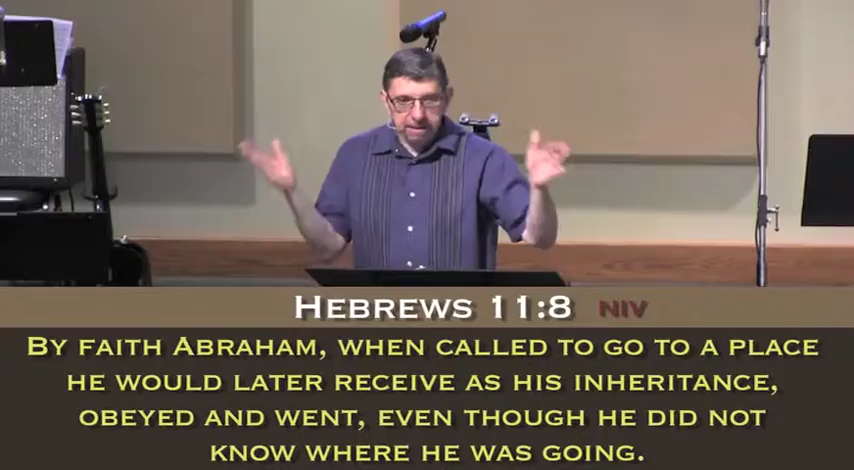 Hebrews 11:8 NIV
By faith Abraham, when called to go to a place
he would later receive as his inheritance,
obeyed and went, even though he did not
know where he was going.